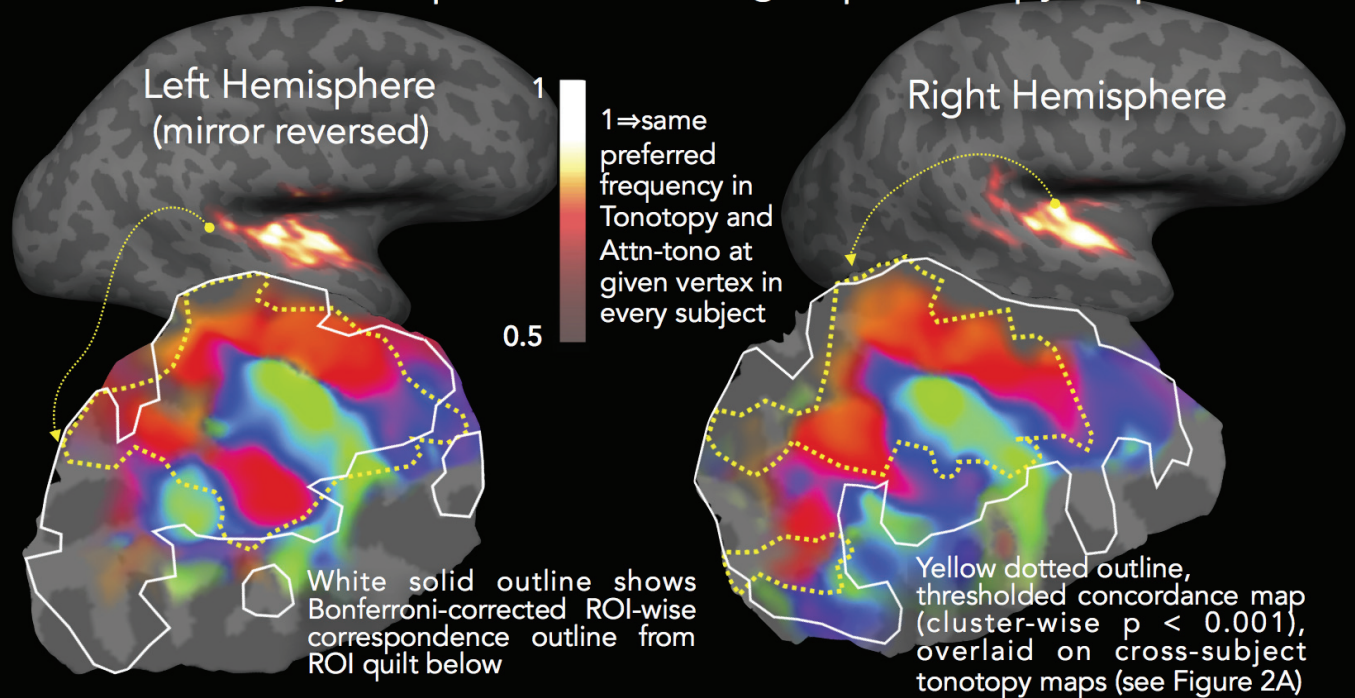 Left Hemisphere
(mirror reversed)
1
1⇒same
preferred
frequency in
Tonotopy and
Attn-tono at
given vertex in
every subject
0.5
Right Hemisphere
White solid outline shows
Bonferroni-corrected ROI-wise
correspondence outline from
ROI quilt below
Yellow dotted outline,
thresholded concordance map
(cluster-wise p < 0.001),
overlaid on cross-subject
tonotopy maps (see Figure 2A)